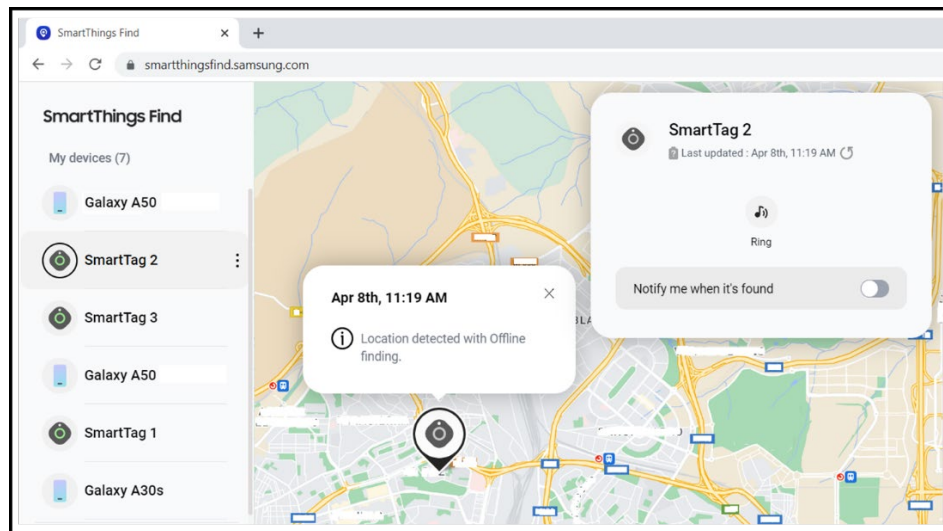 SmartThings Find
smartthingsfind.samsung.com
SmartThings Find
My devices (7)
Galaxy A50
SmartTag 2
SmartTag 3
Galaxy A50
SmartTag 1
Galaxy A30s
Apr 8th, 11:19 AM
Location detected with Offline
finding.
SmartTag 2
Last updated : Apr 8th, 11:19 AM
Ring
Notify me when it's found